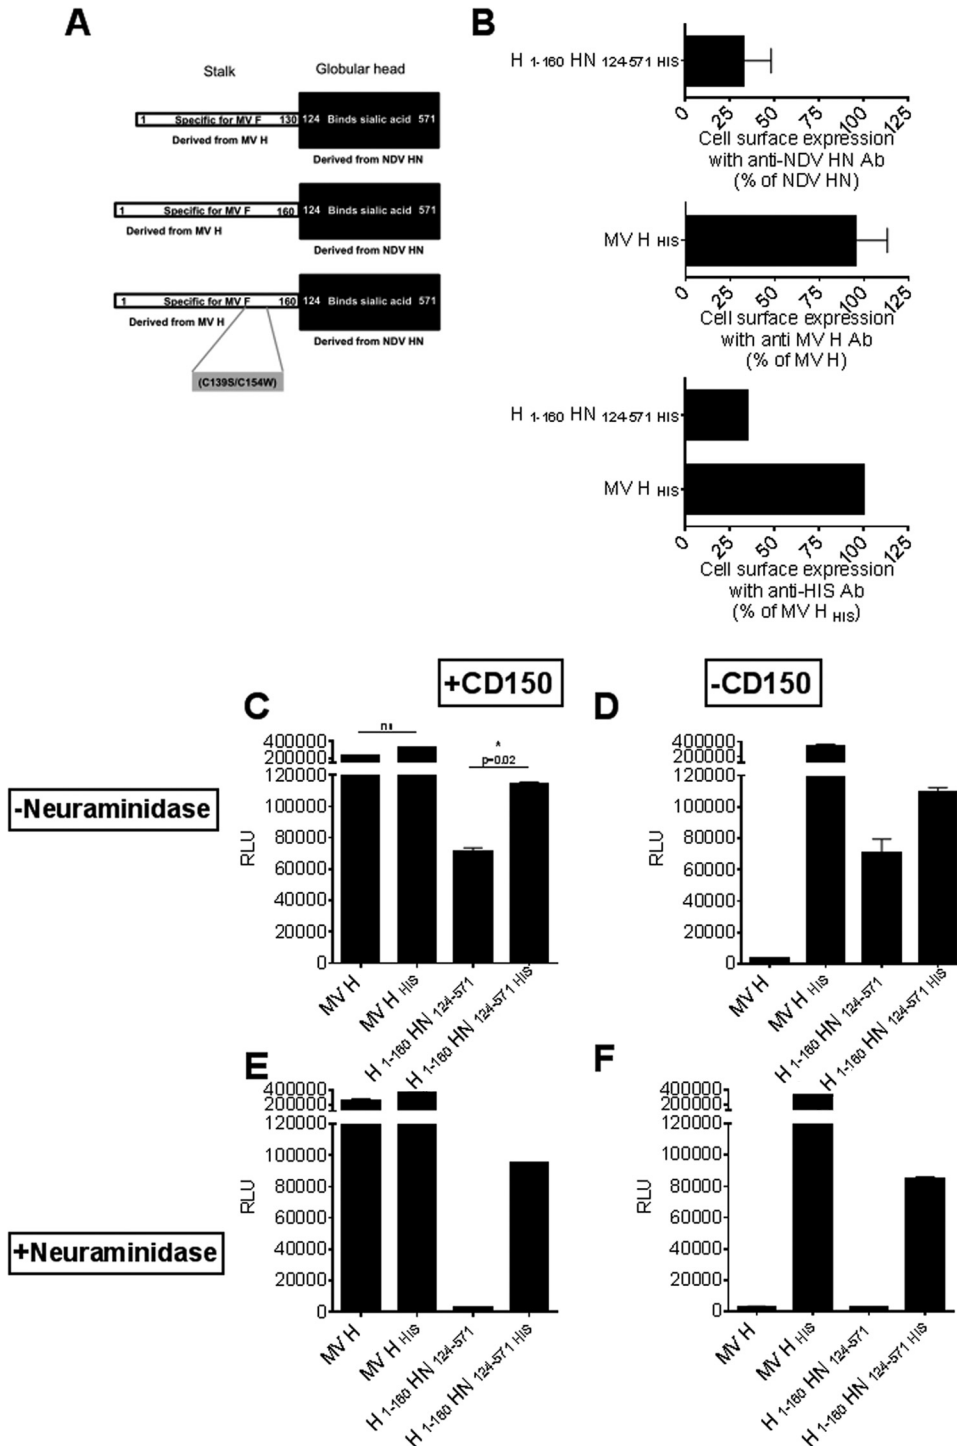 A
Stalk
Globular head
1 Specific for MV F 130 124 Binds sialic acid 571
Derived from MV H
Derived from NDV HN
1 Specific for MV F 160 124 Binds sialic acid 571
Derived from MV H
Derived from NDV HN
1 Specific for MV F 160 124 Binds sialic acid 571
Derived from MV H
Derived from NDV HN
(C139S/C154W)
B
H 1-160 HN 124-571 HIS
0 25 50 75 100 125
Cell surface expression
with anti-NDV HN Ab
(% of NDV HN)
MV H HIS
0 25 50 75 100 125
Cell surface expression
with anti MV H Ab
(% of MV H)
H 1-160 HN 124-571 HIS
MV H HIS
0 25 50 75 100 125
Cell surface expression
with anti-HIS Ab
(% of MV H HIS)
+CD150
-CD150
-Neuraminidase
C
ns
*
p=0.02
400000
200000
120000
100000
80000
60000
40000
20000
0
RLU
MV H
MV H HIS
H 1-160 HN 124-571
H 1-160 HN 124-571 HIS
D
400000
200000
120000
100000
80000
60000
40000
20000
0
RLU
MV H
MV H HIS
H 1-160 HN 124-571
H 1-160 HN 124-571 HIS
+Neuraminidase
E
400000
200000
120000
100000
80000
60000
40000
20000
0
RLU
MV H
MV H HIS
H 1-160 HN 124-571
H 1-160 HN 124-571 HIS
F
400000
200000
120000
100000
80000
60000
40000
20000
0
RLU
MV H
MV H HIS
H 1-160 HN 124-571
H 1-160 HN 124-571 HIS